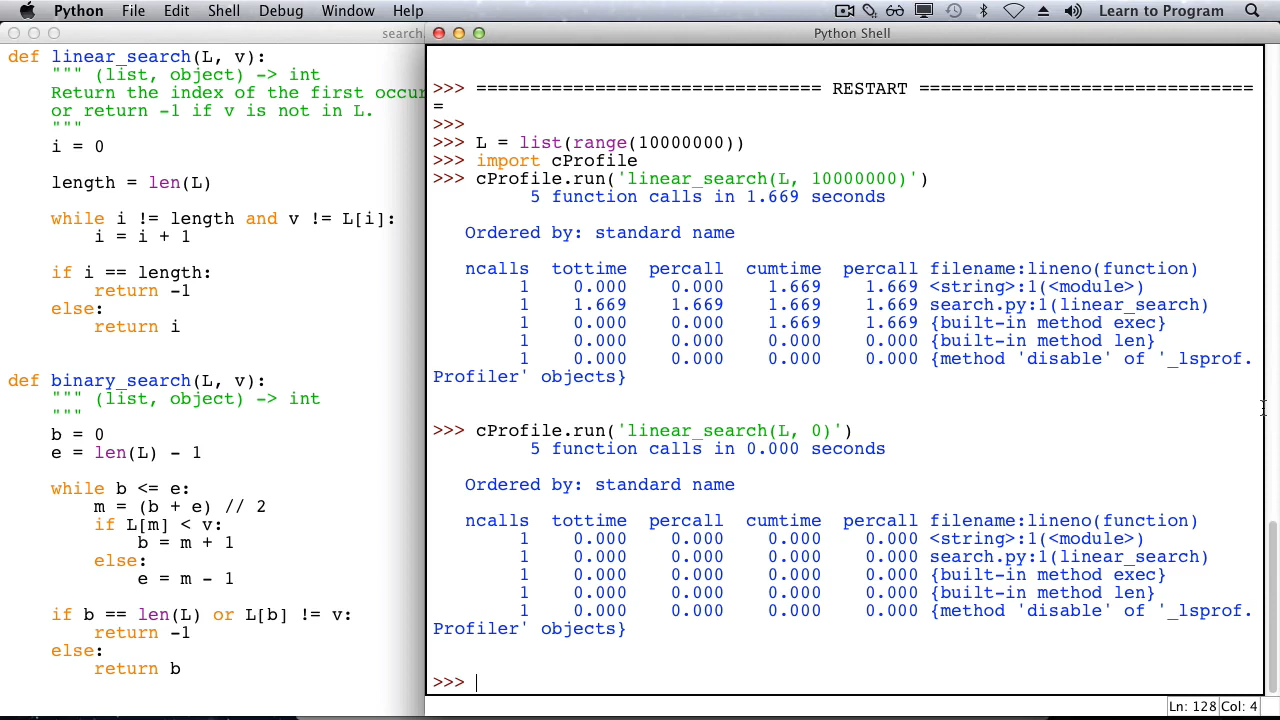 Python File Edit Shell Debug Window Help Learn to Program
search.
def linear_search(L, v):
    """ (list, object) -> int
    Return the index of the first occur
    or return -1 if v is not in L.
    """
    i = 0
    length = len(L)
    while i != length and v != L[i]:
        i = i + 1
    if i == length:
        return -1
    else:
        return i
def binary_search(L, v):
    """ (list, object) -> int
    """
    b = 0
    e = len(L) - 1
    while b <= e:
        m = (b + e) // 2
        if L[m] < v:
            b = m + 1
        else:
            e = m - 1
    if b == len(L) or L[b] != v:
        return -1
    else:
        return b
Python Shell
>>> ================================ RESTART ===============================
=
>>>
>>> L = list(range(10000000))
>>> import cProfile
>>> cProfile.run('linear_search(L, 10000000)')
         5 function calls in 1.669 seconds
   Ordered by: standard name
   ncalls  tottime  percall  cumtime  percall filename:lineno(function)
        1    0.000    0.000    1.669    1.669 <string>:1(<module>)
        1    1.669    1.669    1.669    1.669 search.py:1(linear_search)
        1    0.000    0.000    1.669    1.669 {built-in method exec}
        1    0.000    0.000    0.000    0.000 {built-in method len}
        1    0.000    0.000    0.000    0.000 {method 'disable' of '_lsprof.
Profiler' objects}
>>> cProfile.run('linear_search(L, 0)')
         5 function calls in 0.000 seconds
   Ordered by: standard name
   ncalls  tottime  percall  cumtime  percall filename:lineno(function)
        1    0.000    0.000    0.000    0.000 <string>:1(<module>)
        1    0.000    0.000    0.000    0.000 search.py:1(linear_search)
        1    0.000    0.000    0.000    0.000 {built-in method exec}
        1    0.000    0.000    0.000    0.000 {built-in method len}
        1    0.000    0.000    0.000    0.000 {method 'disable' of '_lsprof.
Profiler' objects}
>>>
Ln: 128 Col: 4